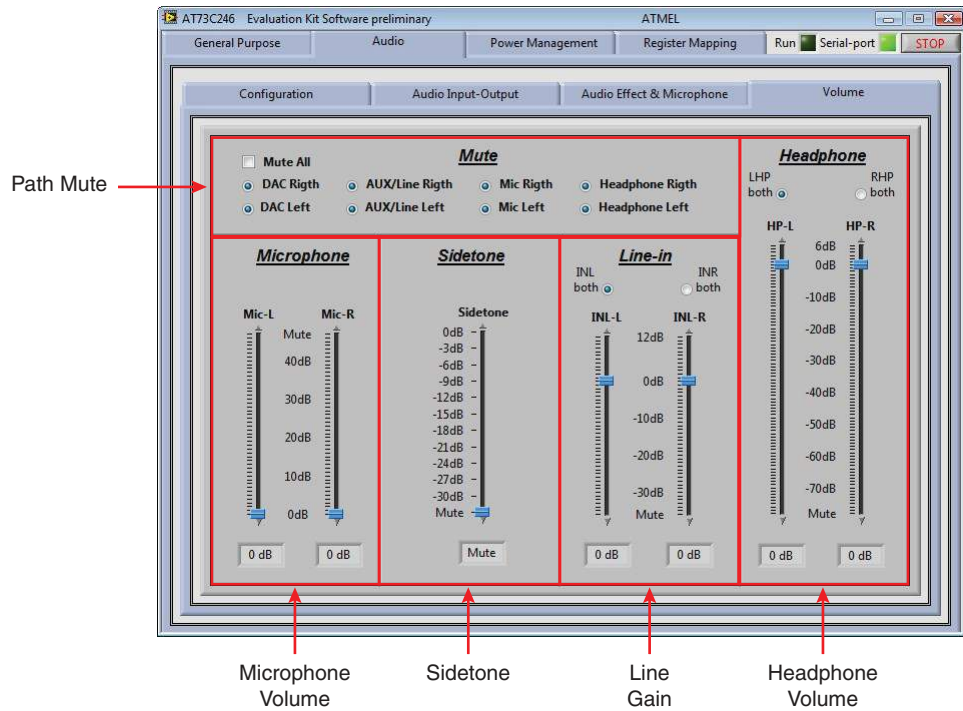 AT73C246 Evaluation Kit Software preliminary ATMEL
General Purpose Audio Power Management Register Mapping Run Serial-port STOP
Configuration Audio Input-Output Audio Effect & Microphone Volume
Path Mute
Mute
Mute All
DAC Rigth AUX/Line Rigth Mic Rigth Headphone Rigth
DAC Left AUX/Line Left Mic Left Headphone Left
Headphone
LHP both RHP both
HP-L HP-R
6dB
0dB
-10dB
-20dB
-30dB
-40dB
-50dB
-60dB
-70dB
Mute
0 dB 0 dB
Microphone
Mic-L Mic-R
Mute
40dB
30dB
20dB
10dB
0dB
0 dB 0 dB
Sidetone
Sidetone
0dB
-3dB
-6dB
-9dB
-12dB
-15dB
-18dB
-21dB
-24dB
-27dB
-30dB
Mute
Mute
Line-in
INL both INR both
INL-L INL-R
12dB
0dB
-10dB
-20dB
-30dB
Mute
0 dB 0 dB
Microphone Volume
Sidetone
Line Gain
Headphone Volume